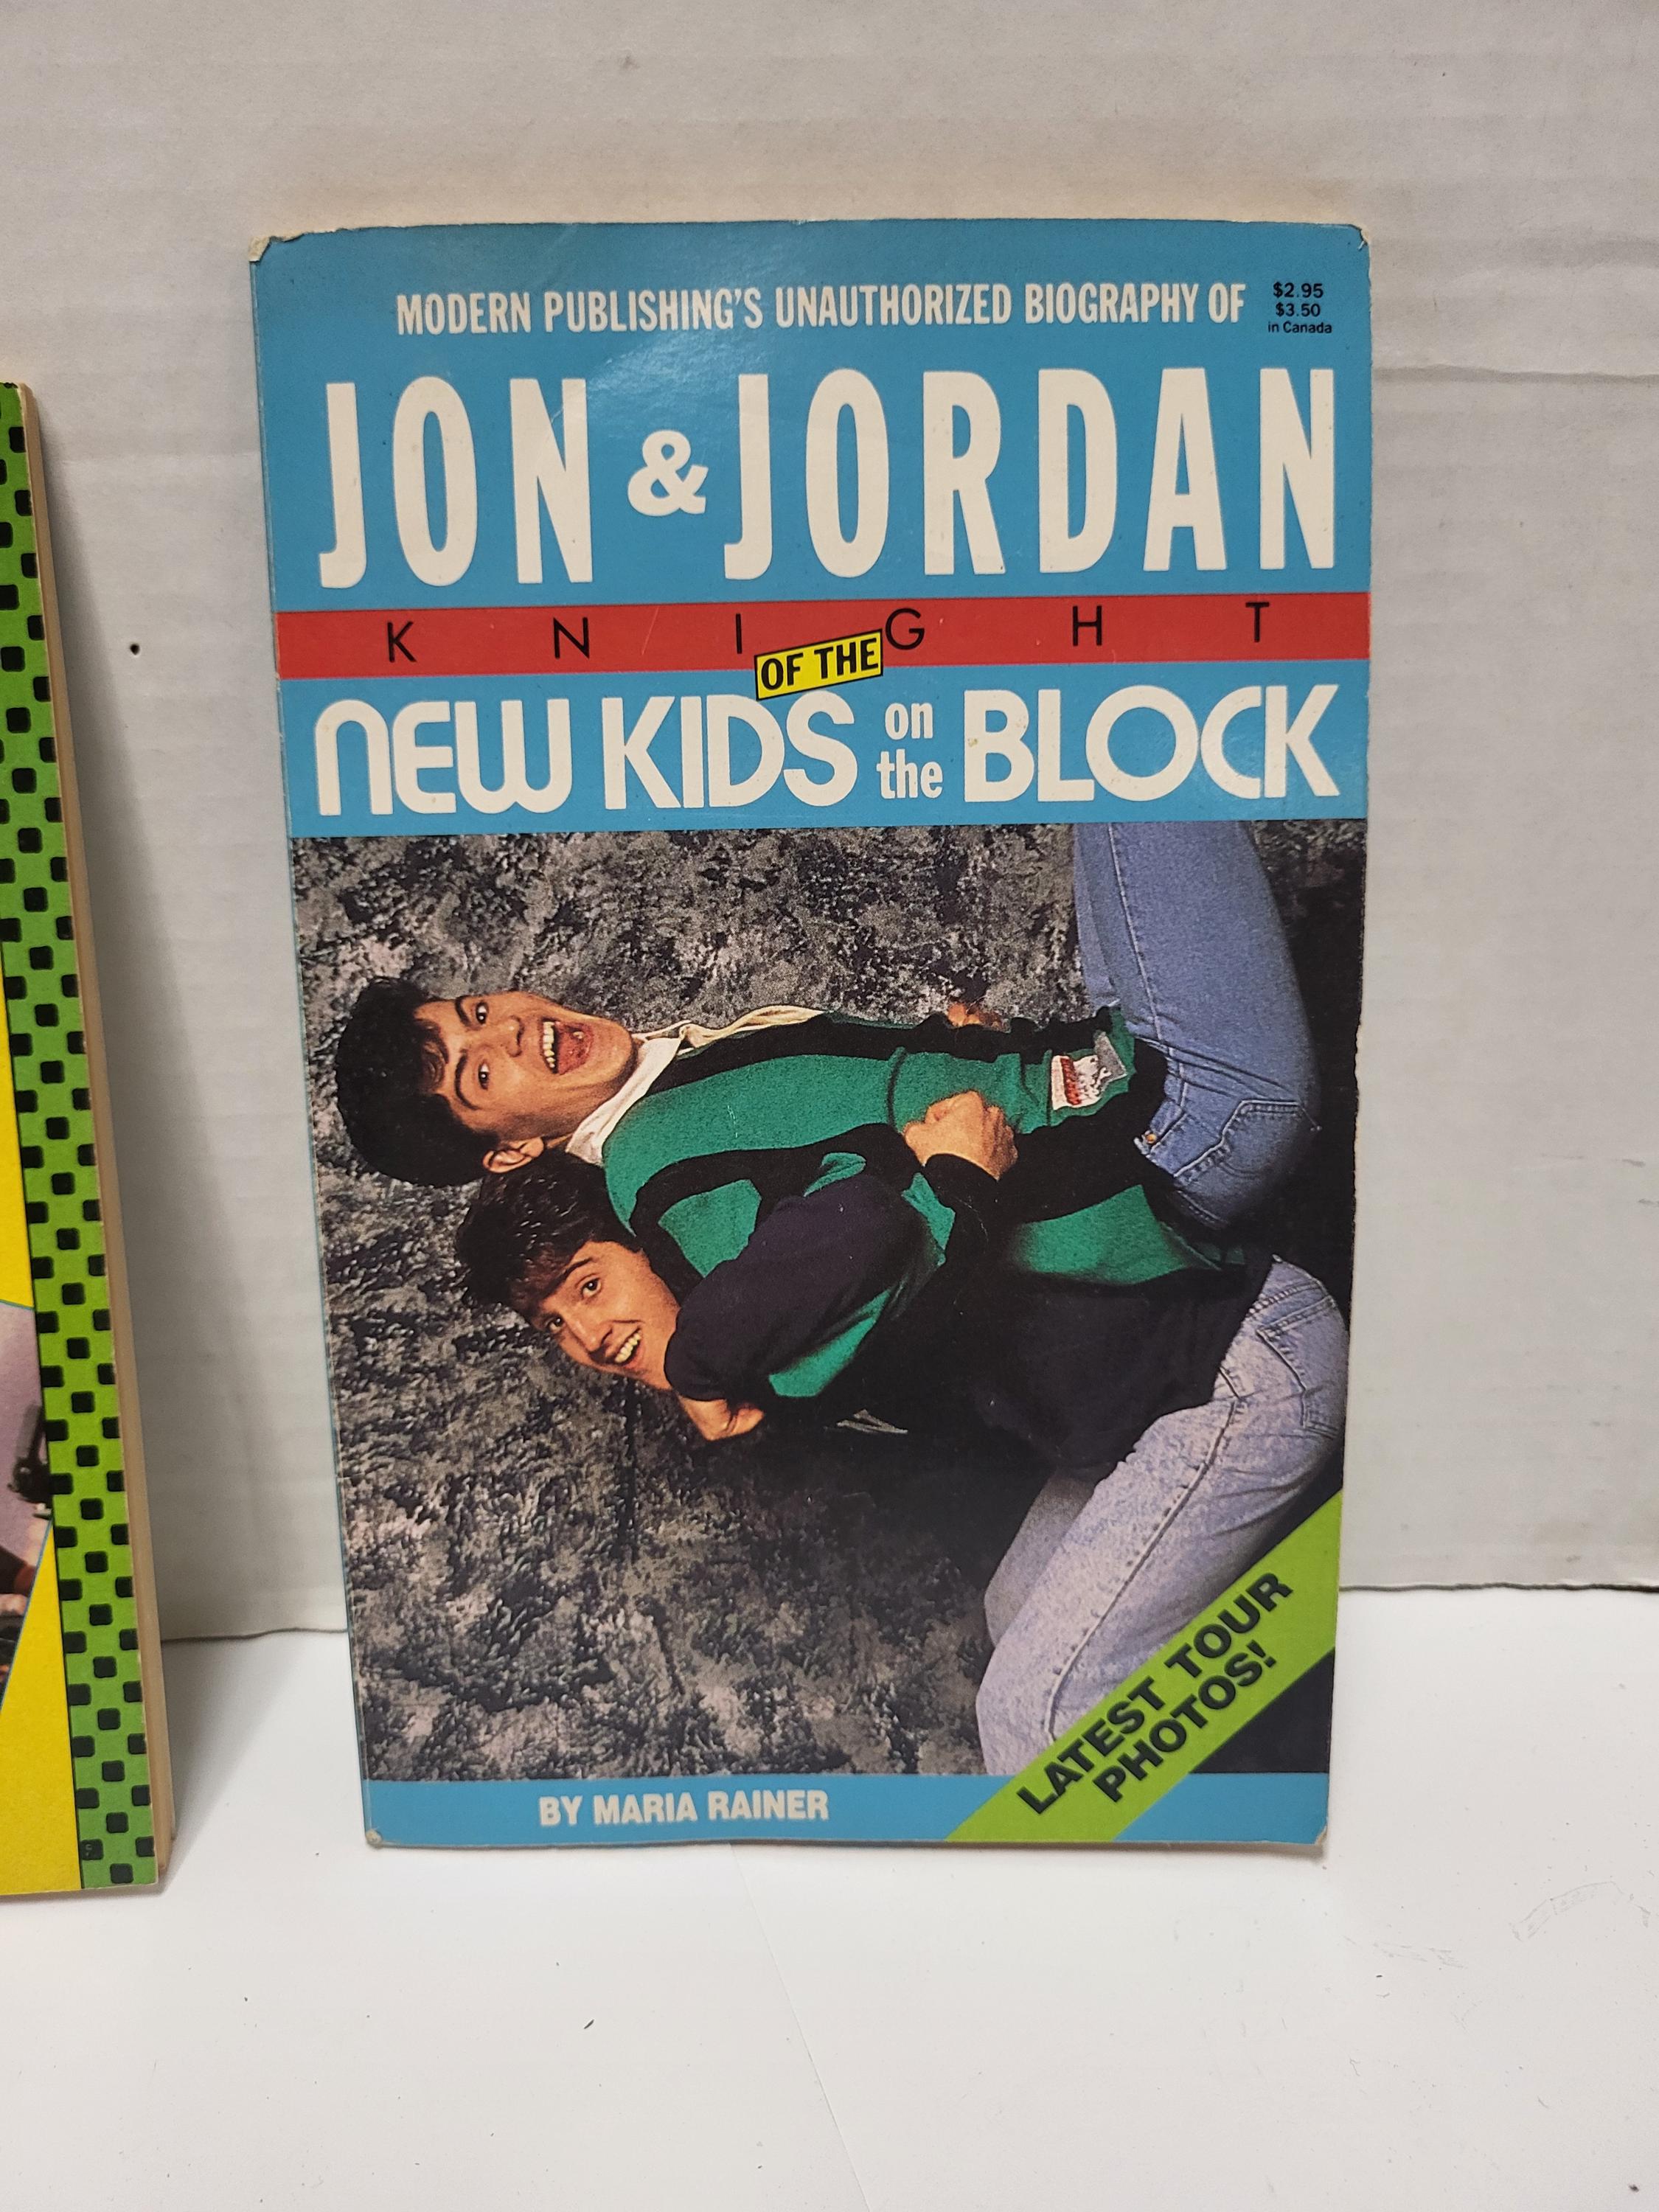 MODERN PUBLISHING'S UNAUTHORIZED BIOGRAPHY OF
$2.95
$3.50
in Canada
JON & JORDAN
KNIGHT
OF THE
NEW KIDS on the BLOCK
LATEST TOUR
PHOTOS!
BY MARIA RAINER